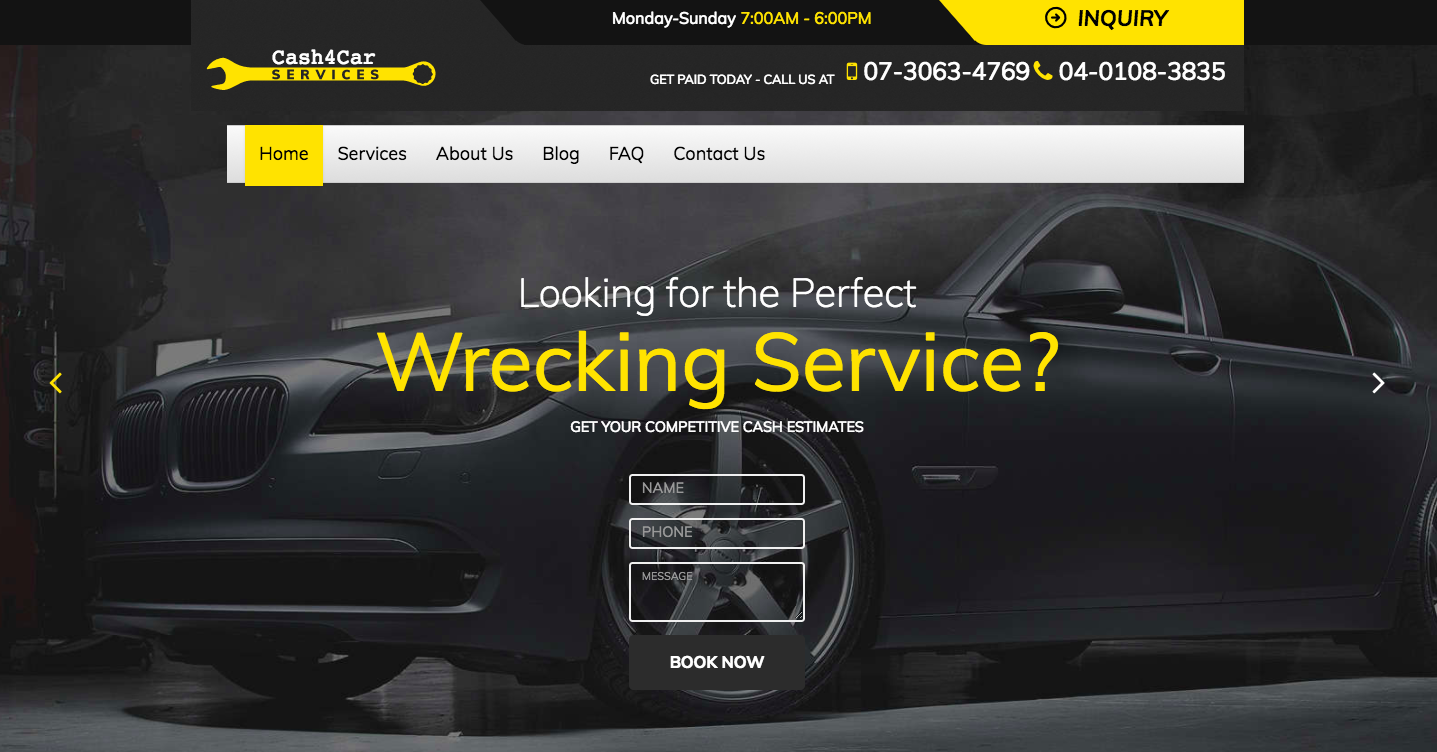 Monday-Sunday 7:00AM - 6:00PM
INQUIRY
Cash4Car
SERVICES
GET PAID TODAY - CALL US AT 07-3063-4769 04-0108-3835
Home Services About Us Blog FAQ Contact Us
Looking for the Perfect
Wrecking Service?
GET YOUR COMPETITIVE CASH ESTIMATES
NAME
PHONE
MESSAGE
BOOK NOW